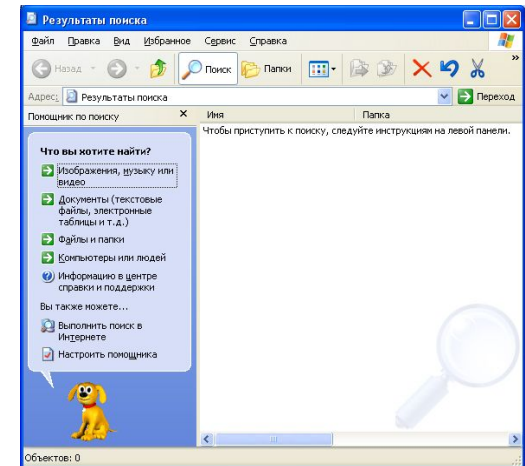 Результаты поиска
Файл Правка Вид Избранное Сервис Справка
Назад Поиск Папки »
Адрес: Результаты поиска Переход
Помощник по поиску Имя Папка
Чтобы приступить к поиску, следуйте инструкциям на левой панели.
Что вы хотите найти?
Изображения, музыку или
видео
Документы (текстовые
файлы, электронные
таблицы и т.д.)
Файлы и папки
Компьютеры или людей
Информацию в центре
справки и поддержки
Вы также можете...
Выполнить поиск в
Интернете
Настроить помощника
Объектов: 0